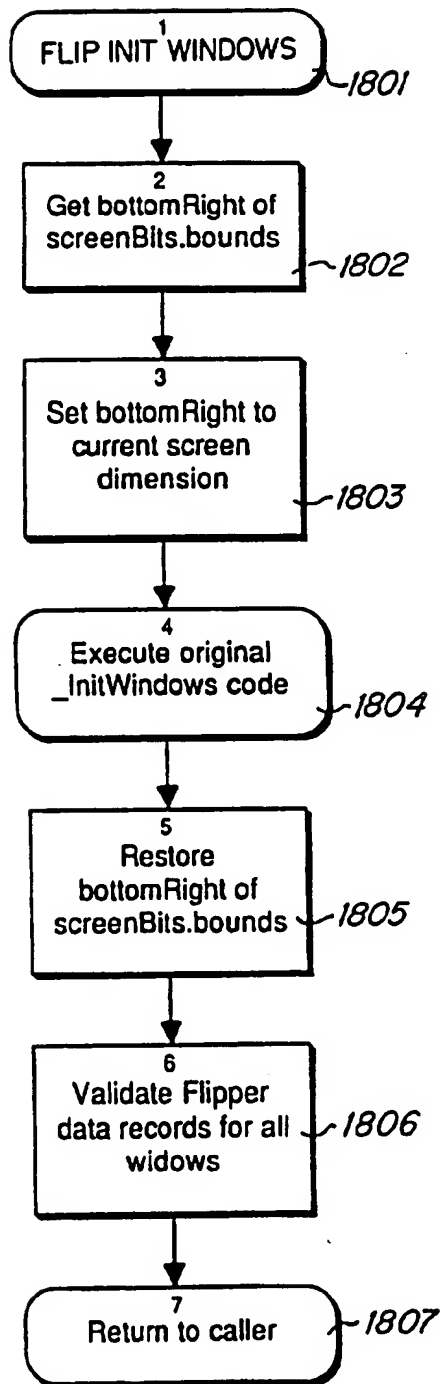 1
FLIP INIT WINDOWS
1801
2
Get bottomRight of
screenBits.bounds
1802
3
Set bottomRight to
current screen
dimension
1803
4
Execute original
_InitWindows code
1804
5
Restore
bottomRight of
screenBits.bounds
1805
6
Validate Flipper
data records for all
widows
1806
7
Return to caller
1807